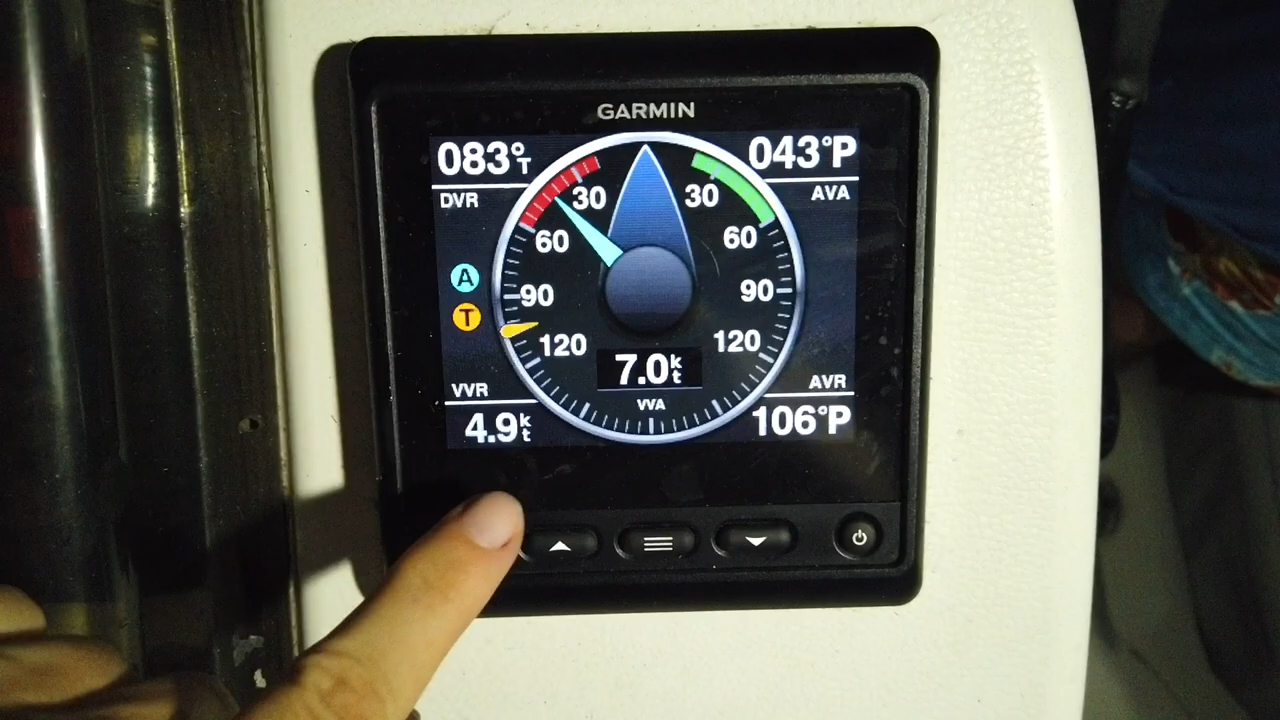 GARMIN
083°T
DVR
043°P
AVA
30
30
60
60
A
T
90
90
120
120
7.0kt
VVA
VVR
4.9kt
AVR
106°P